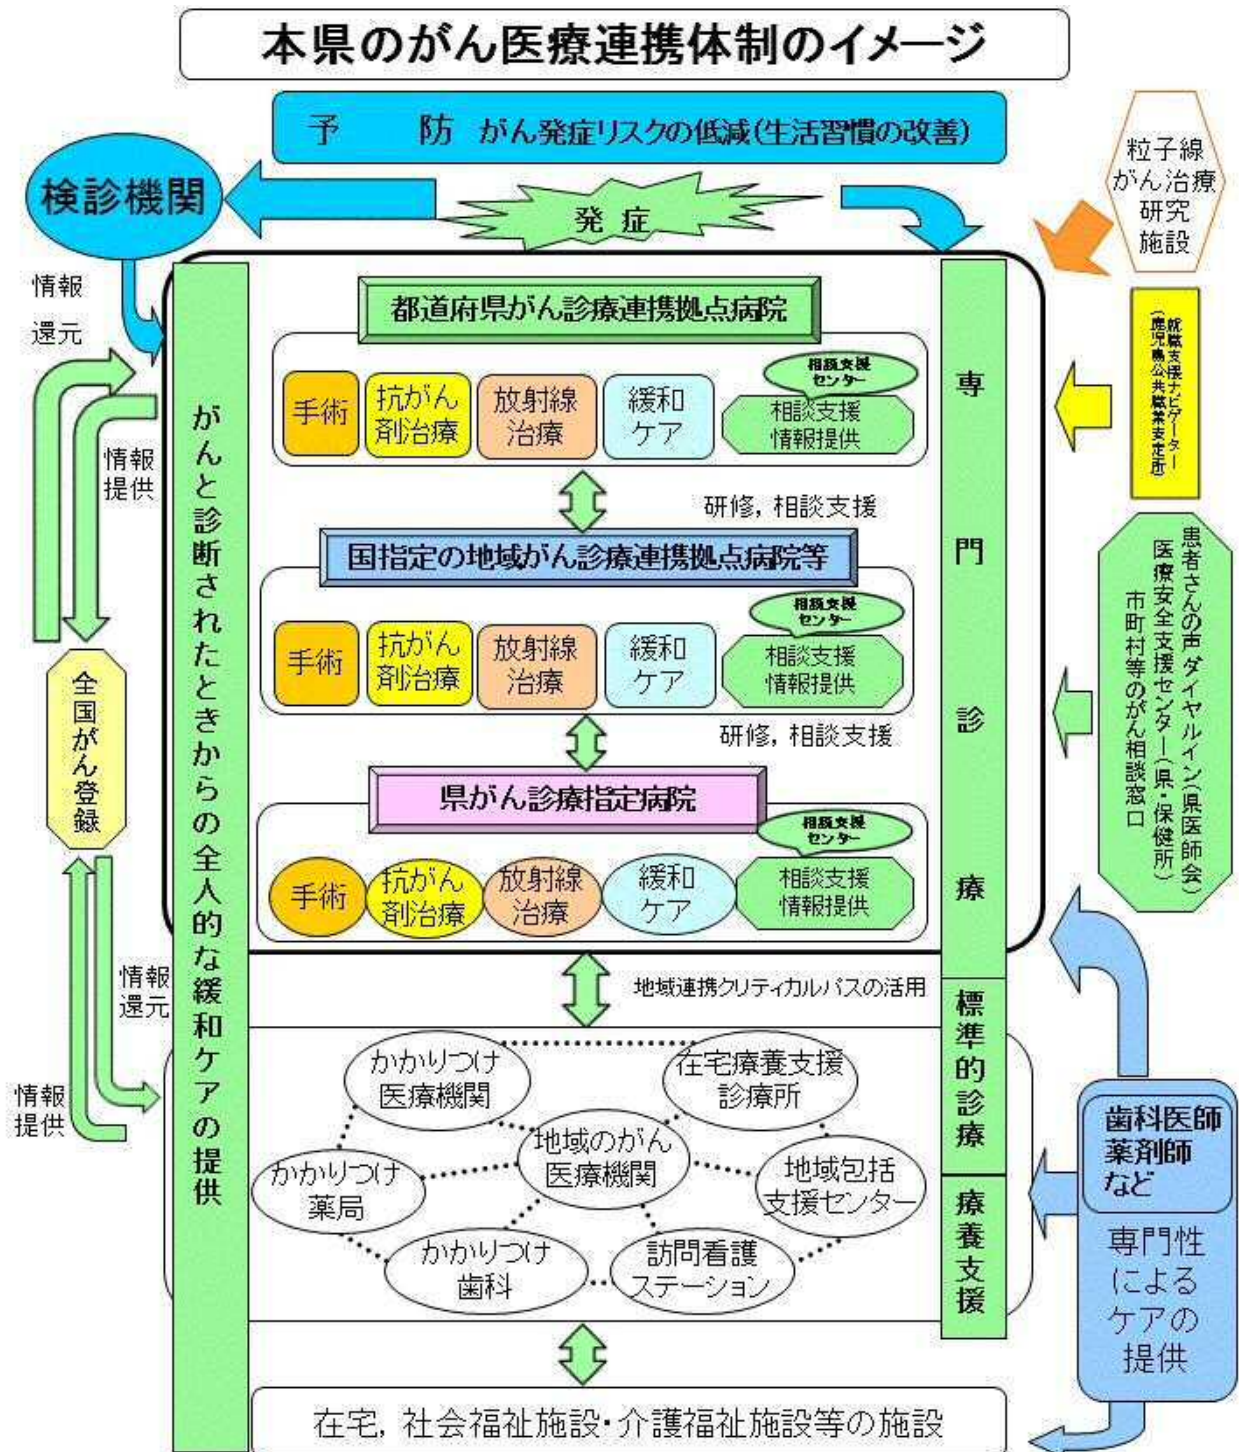 本県のがん医療連携体制のイメージ
予　　防　がん発症リスクの低減(生活習慣の改善)
検診機関
発症
粒子線
がん治療
研究
施設
情報
還元
情報
提供
就職支援ナビゲーター
(鹿児島公共職業安定所)
都道府県がん診療連携拠点病院
手術
抗がん
剤治療
放射線
治療
緩和
ケア
相談支援
センター
相談支援
情報提供
研修, 相談支援
国指定の地域がん診療連携拠点病院等
手術
抗がん
剤治療
放射線
治療
緩和
ケア
相談支援
センター
相談支援
情報提供
研修, 相談支援
県がん診療指定病院
手術
抗がん
剤治療
放射線
治療
緩和
ケア
相談支援
センター
相談支援
情報提供
がんと診断されたときからの全人的な緩和ケアの提供
専門診療
標準的診療
療養支援
患者さんの声ダイヤルイン(県医師会)
医療安全支援センター(県・保健所)
市町村等のがん相談窓口
全国がん登録
情報
還元
情報
提供
地域連携クリティカルパスの活用
かかりつけ
医療機関
在宅療養支援
診療所
地域のがん
医療機関
かかりつけ
薬局
地域包括
支援センター
かかりつけ
歯科
訪問看護
ステーション
歯科医師
薬剤師
など
専門性
による
ケアの
提供
在宅, 社会福祉施設・介護福祉施設等の施設